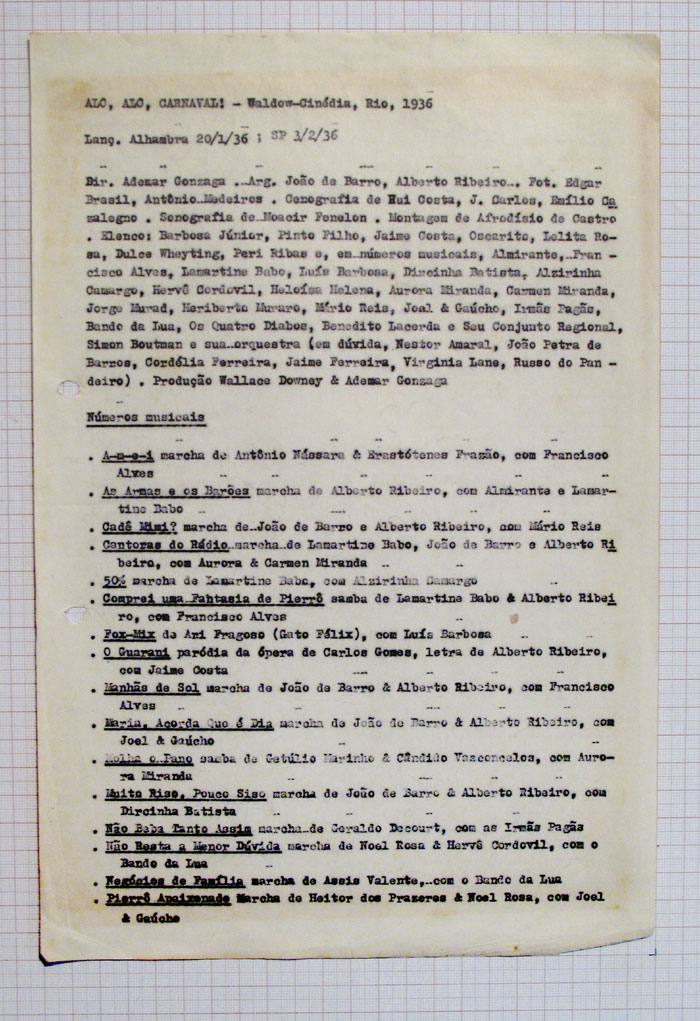 ALO, ALO, CARNAVAL! - Waldow-Cinédia, Rio, 1936
Lanç. Alhambra 20/1/36 ; SP 3/2/36
Dir. Ademar Gonzaga . Arg. João de Barro, Alberto Ribeiro . Fot. Edgar
Brasil, Antônio Medeiros . Cenografia de Rui Costa, J. Carlos, Emílio Ca
zalegno . Sonografia de Moacir Fenelon . Montagem de Afrodísio de Castro
. Elenco: Barbosa Júnior, Pinto Filho, Jaime Costa, Oscarito, Lelita Ro-
sa, Dulce Wheyting, Peri Ribas e, em números musicais, Almirante, Fran -
cisco Alves, Lamartine Babo, Luís Barbosa, Dircinha Batista, Alzirinha
Camargo, Hervê Cordovil, Heloísa Helena, Aurora Miranda, Carmen Miranda,
Jorge Murad, Heriberto Muraro, Mário Reis, Joel & Gaúcho, Irmãs Pagãs,
Bando da Lua, Os Quatro Diabos, Benedito Lacerda e Seu Conjunto Regional,
Simon Boutman e sua orquestra (em dúvida, Nestor Amaral, João Petra de
Barros, Cordélia Ferreira, Jaime Ferreira, Virginia Lane, Russo do Pan -
deiro) . Produção Wallace Downey & Ademar Gonzaga
Números musicais
. A-m-e-i marcha de Antônio Nássara & Erastótenes Frazão, com Francisco
Alves
. As Armas e os Barões marcha de Alberto Ribeiro, com Almirante e Lamar-
tine Babo
. Cadê Mimi? marcha de João de Barro e Alberto Ribeiro, com Mário Reis
. Cantoras do Rádio marcha de Lamartine Babo, João de Barro e Alberto Ri
beiro, com Aurora & Carmen Miranda
. 50% marcha de Lamartine Babo, com Alzirinha Camargo
. Comprei uma Fantasia de Pierrô samba de Lamartine Babo & Alberto Ribei
ro, com Francisco Alves
. Fox-Mix de Ari Fragoso (Gato Félix), com Luís Barbosa
. O Guarani paródia da ópera de Carlos Gomes, letra de Alberto Ribeiro,
com Jaime Costa
. Manhãs de Sol marcha de João de Barro & Alberto Ribeiro, com Francisco
Alves
. Maria, Acorda Que é Dia marcha de João de Barro & Alberto Ribeiro, com
Joel & Gaúcho
. Molha o Pano samba de Getúlio Marinho & Cândido Vasconcelos, com Auro-
ra Miranda
. Muito Riso, Pouco Siso marcha de João de Barro & Alberto Ribeiro, com
Dircinha Batista
. Não Beba Tanto Assim marcha de Geraldo Decourt, com as Irmãs Pagãs
. Não Resta a Menor Dúvida marcha de Noel Rosa & Hervê Cordovil, com o
Bando da Lua
. Negócios de Família marcha de Assis Valente, com o Bando da Lua
. Pierrô Apaixonado Marcha de Heitor dos Prazeres & Noel Rosa, com Joel
& Gaúcho